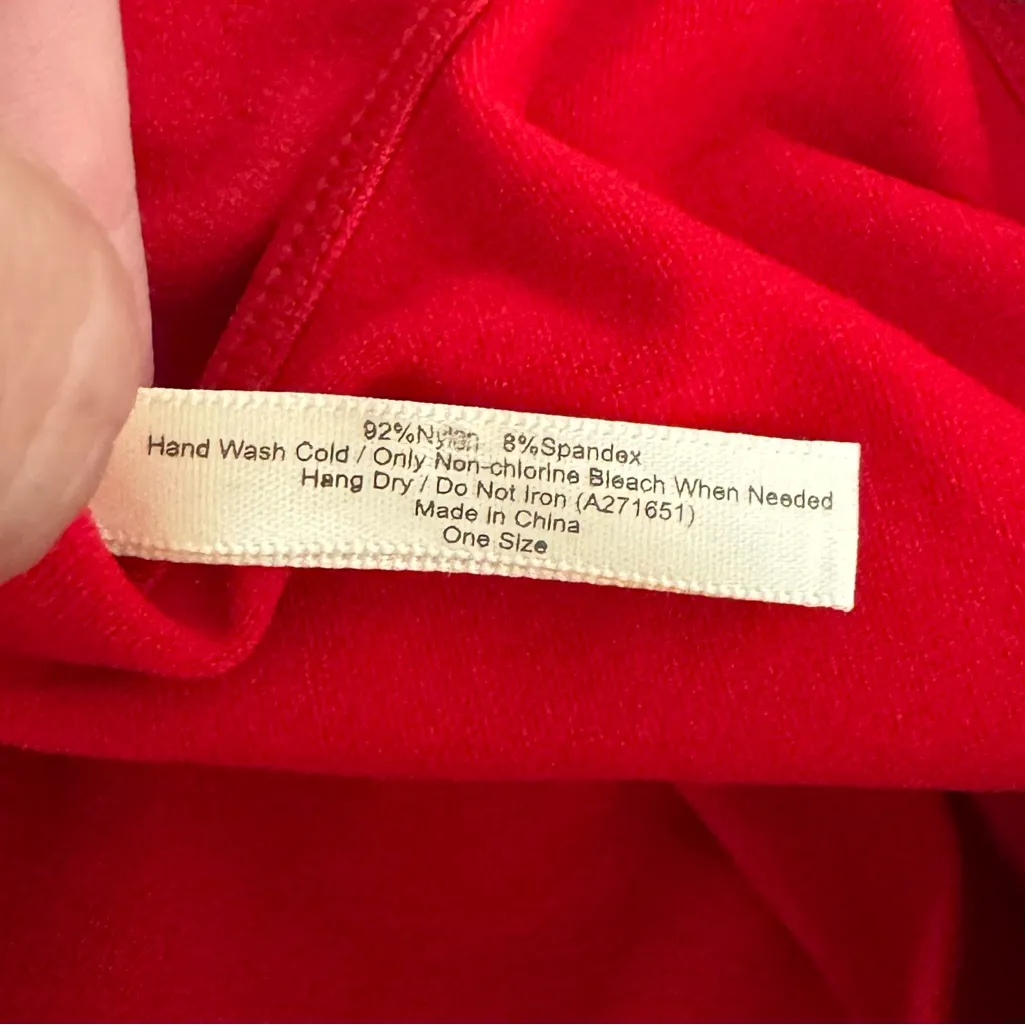 92%Nylon 8%Spandex
Hand Wash Cold / Only Non-chlorine Bleach When Needed
Hang Dry / Do Not Iron (A271651)
Made in China
One Size